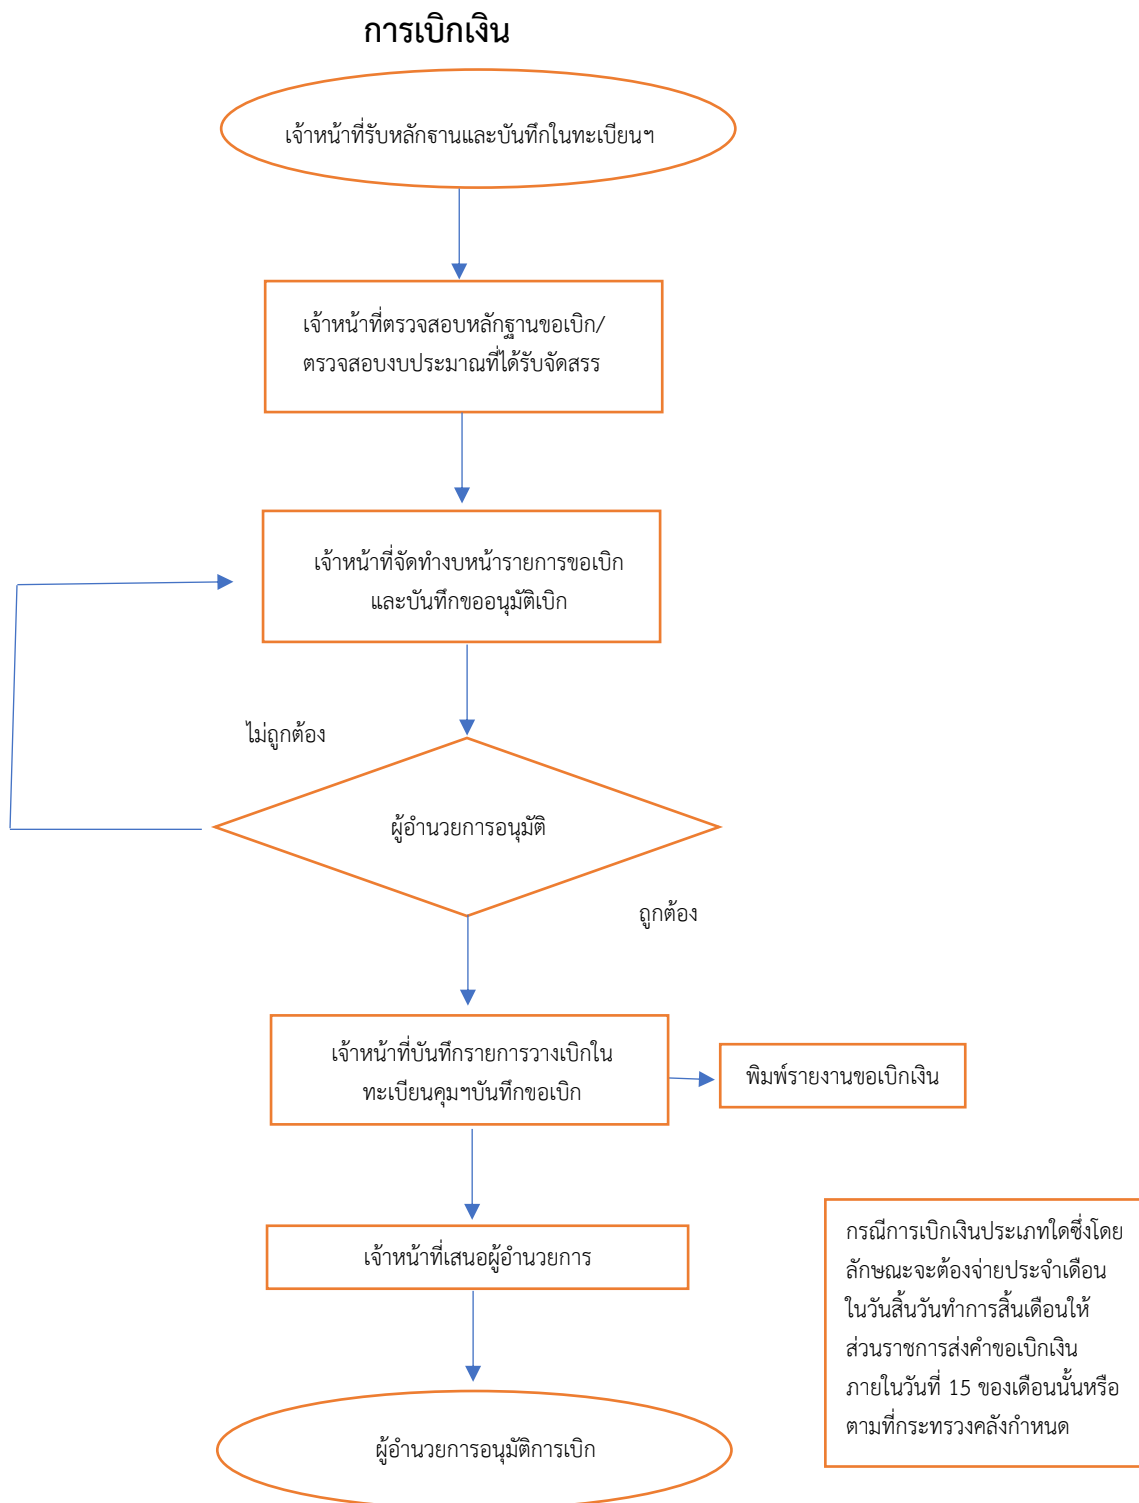 การเบิกเงิน
เจ้าหน้าที่รับหลักฐานและบันทึกในทะเบียนฯ
เจ้าหน้าที่ตรวจสอบหลักฐานขอเบิก/
ตรวจสอบงบประมาณที่ได้รับจัดสรร
เจ้าหน้าที่จัดทำงบหน้ารายการขอเบิก
และบันทึกขออนุมัติเบิก
ไม่ถูกต้อง
ผู้อำนวยการอนุมัติ
ถูกต้อง
เจ้าหน้าที่บันทึกรายการวางเบิกใน
ทะเบียนคุมฯบันทึกขอเบิก
พิมพ์รายงานขอเบิกเงิน
เจ้าหน้าที่เสนอผู้อำนวยการ
กรณีการเบิกเงินประเภทใดซึ่งโดย
ลักษณะจะต้องจ่ายประจำเดือน
ในวันสิ้นวันทำการสิ้นเดือนให้
ส่วนราชการส่งคำขอเบิกเงิน
ภายในวันที่ 15 ของเดือนนั้นหรือ
ตามที่กระทรวงคลังกำหนด
ผู้อำนวยการอนุมัติการเบิก